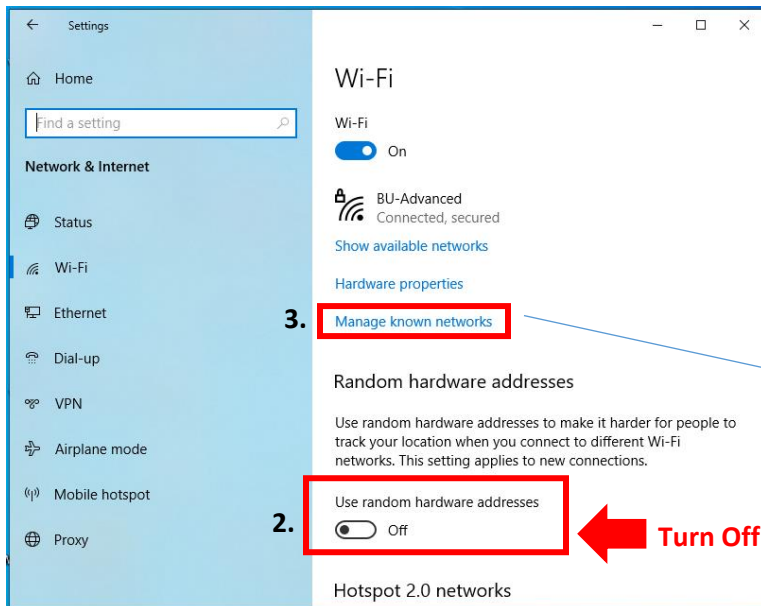 Settings
Home
Find a setting
Network & Internet
Status
Wi-Fi
Ethernet
Dial-up
VPN
Airplane mode
Mobile hotspot
Proxy
Wi-Fi
Wi-Fi
On
BU-Advanced
Connected, secured
Show available networks
Hardware properties
3.
Manage known networks
Random hardware addresses
Use random hardware addresses to make it harder for people to
track your location when you connect to different Wi-Fi
networks. This setting applies to new connections.
2.
Use random hardware addresses
Off
Turn Off
Hotspot 2.0 networks